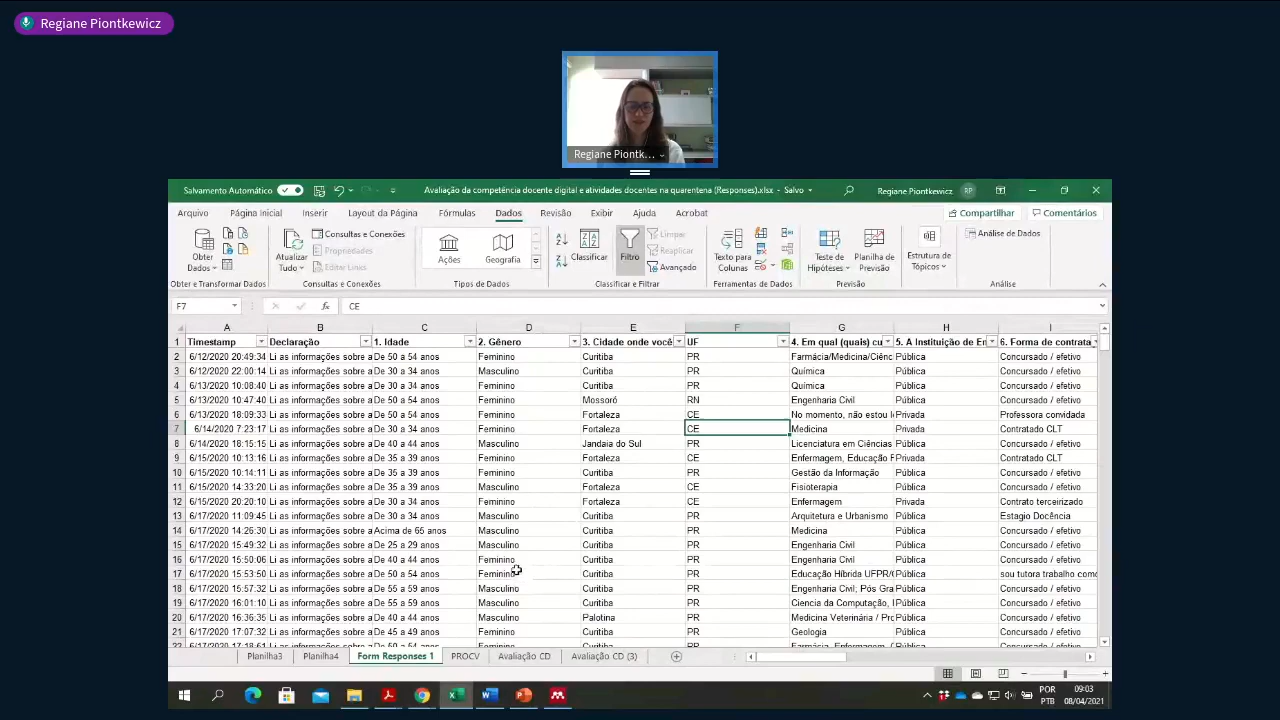 Regiane Piontkewicz
Regiane Piontk...
Salvamento Automático
Avaliação da competência docente digital e atividades docentes na quarentena (Responses).xlsx - Salvo
Regiane Piontkewicz RP
Arquivo Página Inicial Inserir Layout da Página Fórmulas Dados Revisão Exibir Ajuda Acrobat Compartilhar Comentários
Obter Dados
Atualizar Tudo
Consultas e Conexões
Propriedades
Editar Links
Ações Geografia
Classificar
Filtro
Limpar
Reaplicar
Avançado
Texto para Colunas
Teste de Hipóteses
Planilha de Previsão
Estrutura de Tópicos
Análise de Dados
Obter e Transformar Dados Consultas e Conexões Tipos de Dados Classificar e Filtrar Ferramentas de Dados Previsão Análise
F7 fx CE
A B C D E F G H I
1 Timestamp Declaração 1. Idade 2. Gênero 3. Cidade onde você UF 4. Em qual (quais) cu 5. A Instituição de En 6. Forma de contrata
2 6/12/2020 20:49:34 Li as informações sobre a De 50 a 54 anos Feminino Curitiba PR Farmácia/Medicina/Ciênc Pública Concursado / efetivo
3 6/12/2020 22:00:14 Li as informações sobre a De 30 a 34 anos Masculino Curitiba PR Química Pública Concursado / efetivo
4 6/13/2020 10:08:40 Li as informações sobre a De 30 a 34 anos Feminino Curitiba PR Química Pública Concursado / efetivo
5 6/13/2020 10:47:40 Li as informações sobre a De 50 a 54 anos Feminino Mossoró RN Engenharia Civil Pública Concursado / efetivo
6 6/13/2020 18:09:33 Li as informações sobre a De 50 a 54 anos Feminino Fortaleza CE No momento, não estou l Privada Professora convidada
7 6/14/2020 7:23:17 Li as informações sobre a De 30 a 34 anos Feminino Fortaleza CE Medicina Privada Contratado CLT
8 6/14/2020 18:15:15 Li as informações sobre a De 40 a 44 anos Masculino Jandaia do Sul PR Licenciatura em Ciências Pública Concursado / efetivo
9 6/15/2020 10:13:16 Li as informações sobre a De 35 a 39 anos Feminino Fortaleza CE Enfermagem, Educação F Privada Contratado CLT
10 6/15/2020 10:14:11 Li as informações sobre a De 35 a 39 anos Feminino Curitiba PR Gestão da Informação Pública Concursado / efetivo
11 6/15/2020 14:33:20 Li as informações sobre a De 35 a 39 anos Masculino Fortaleza CE Fisioterapia Pública Concursado / efetivo
12 6/15/2020 20:20:10 Li as informações sobre a De 30 a 34 anos Feminino Fortaleza CE Enfermagem Privada Contrato terceirizado
13 6/17/2020 11:09:45 Li as informações sobre a De 30 a 34 anos Masculino Curitiba PR Arquitetura e Urbanismo Pública Estagio Docência
14 6/17/2020 14:26:30 Li as informações sobre a Acima de 65 anos Masculino Curitiba PR Medicina Pública Concursado / efetivo
15 6/17/2020 15:49:32 Li as informações sobre a De 25 a 29 anos Masculino Curitiba PR Engenharia Civil Pública Concursado / efetivo
16 6/17/2020 15:50:06 Li as informações sobre a De 40 a 44 anos Feminino Curitiba PR Engenharia Civil Pública Concursado / efetivo
17 6/17/2020 15:53:50 Li as informações sobre a De 50 a 54 anos Feminino Curitiba PR Educação Híbrida UFPR/ Pública sou tutora trabalho como
18 6/17/2020 15:57:32 Li as informações sobre a De 55 a 59 anos Masculino Curitiba PR Engenharia Civil; Pós Gra Pública Concursado / efetivo
19 6/17/2020 16:01:10 Li as informações sobre a De 55 a 59 anos Masculino Curitiba PR Ciencia da Computação, I Pública Concursado / efetivo
20 6/17/2020 16:36:35 Li as informações sobre a De 40 a 44 anos Masculino Palotina PR Medicina Veterinária / Pro Pública Concursado / efetivo
21 6/17/2020 17:07:32 Li as informações sobre a De 45 a 49 anos Feminino Curitiba PR Geologia Pública Concursado / efetivo
Planilha3 Planilha4 Form Responses 1 PROCV Avaliação CD Avaliação CD (3)
POR 09:03
PTB 08/04/2021